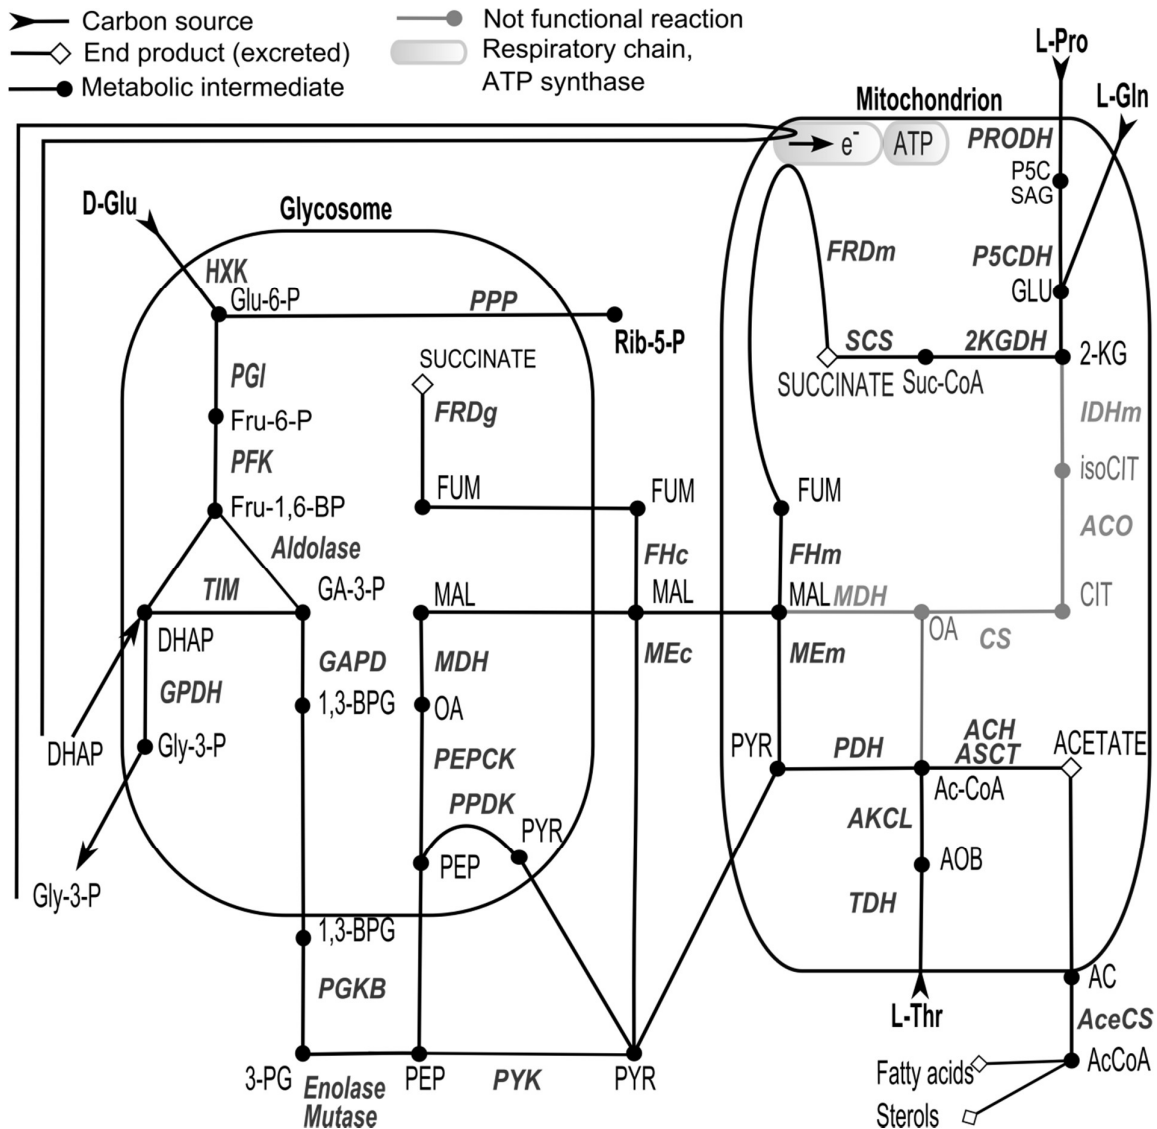 Carbon source
End product (excreted)
Metabolic intermediate
Not functional reaction
Respiratory chain,
ATP synthase
L-Pro
L-Gln
Mitochondrion
e-
ATP
PRODH
P5C
SAG
D-Glu
Glycosome
FRDm
P5CDH
HXK
Glu-6-P
PPP
GLU
Rib-5-P
SCS
2KGDH
2-KG
SUCCINATE
SUCCINATE
Suc-CoA
PGI
FRDg
IDHm
Fru-6-P
PFK
isoCIT
FUM
FUM
FUM
Fru-1,6-BP
ACO
Aldolase
FHc
FHm
TIM
GA-3-P
MAL
MAL
MAL
MDH
CIT
DHAP
OA
CS
GAPD
MDH
MEc
MEm
GPDH
1,3-BPG
OA
DHAP
Gly-3-P
PYR
PDH
ACH
ASCT
ACETATE
PEPCK
Ac-CoA
PPDK
AKCL
PYR
PEP
AOB
Gly-3-P
TDH
1,3-BPG
AC
PGKB
L-Thr
AceCS
3-PG
Enolase
Mutase
PEP
PYK
PYR
Fatty acids
AcCoA
Sterols